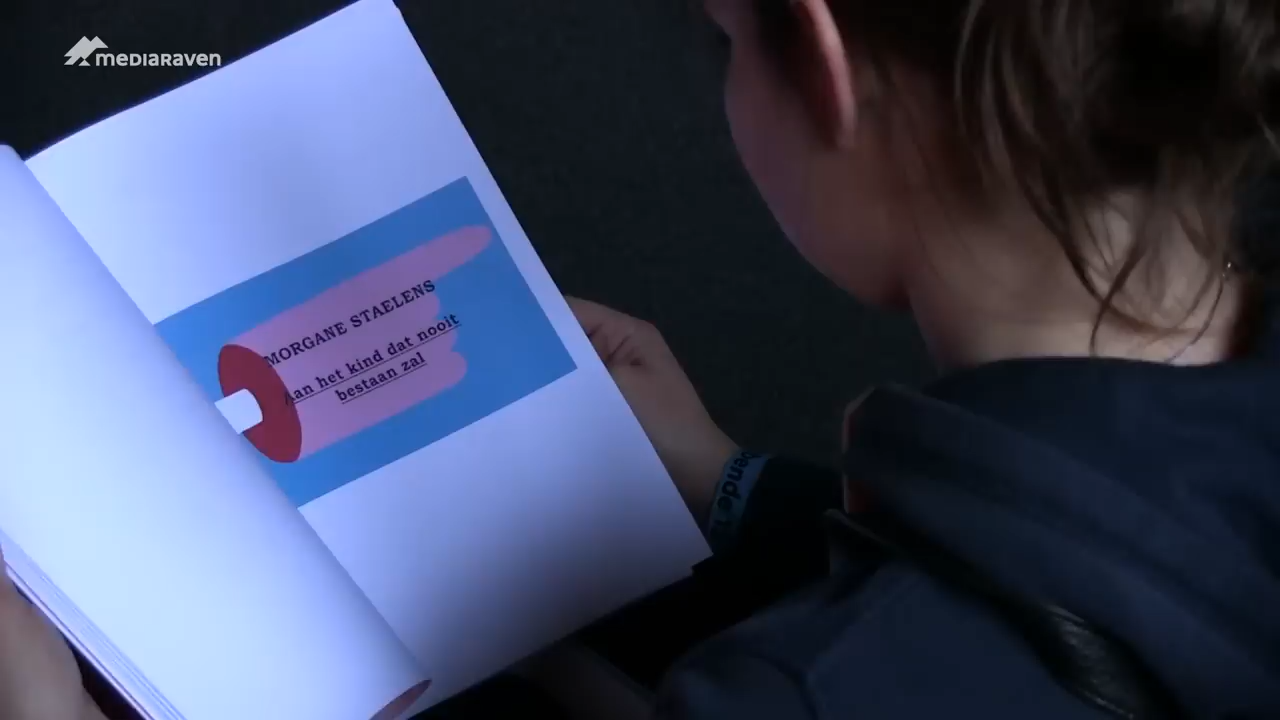 mediaraven
MORGANE STAELENS
Aan het kind dat nooit
bestaan zal